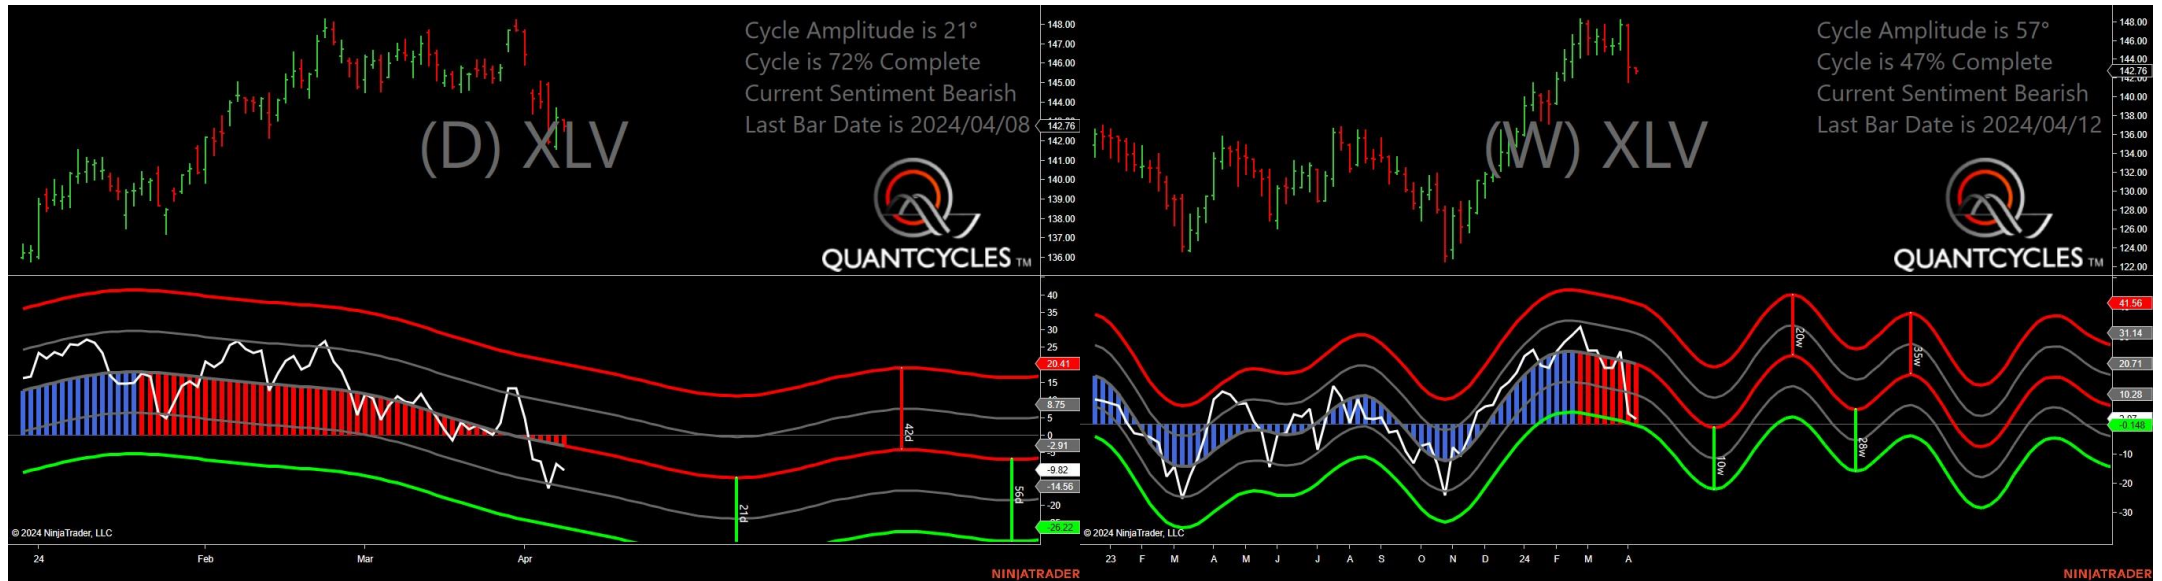 Cycle Amplitude is 21°
Cycle is 72% Complete
Current Sentiment Bearish
Last Bar Date is 2024/04/08
(D) XLV
QUANTCYCLES TM
148.00
147.00
146.00
145.00
144.00
142.76
142.00
141.00
140.00
139.00
138.00
137.00
136.00
40
35
30
25
20.41
15
8.75
5
0
-2.91
-9.82
-14.56
-20
-26.22
42d
21d
56d
© 2024 NinjaTrader, LLC
24 Feb Mar Apr
NINJATRADER
Cycle Amplitude is 57°
Cycle is 47% Complete
Current Sentiment Bearish
Last Bar Date is 2024/04/12
(W) XLV
QUANTCYCLES TM
148.00
146.00
144.00
142.76
140.00
138.00
136.00
134.00
132.00
130.00
128.00
126.00
124.00
122.00
41.56
31.14
20.71
10.28
-0.148
-10
-20
-30
20w
35w
10w
28w
© 2024 NinjaTrader, LLC
23 F M A M J J A S O N D 24 F M A
NINJATRADER